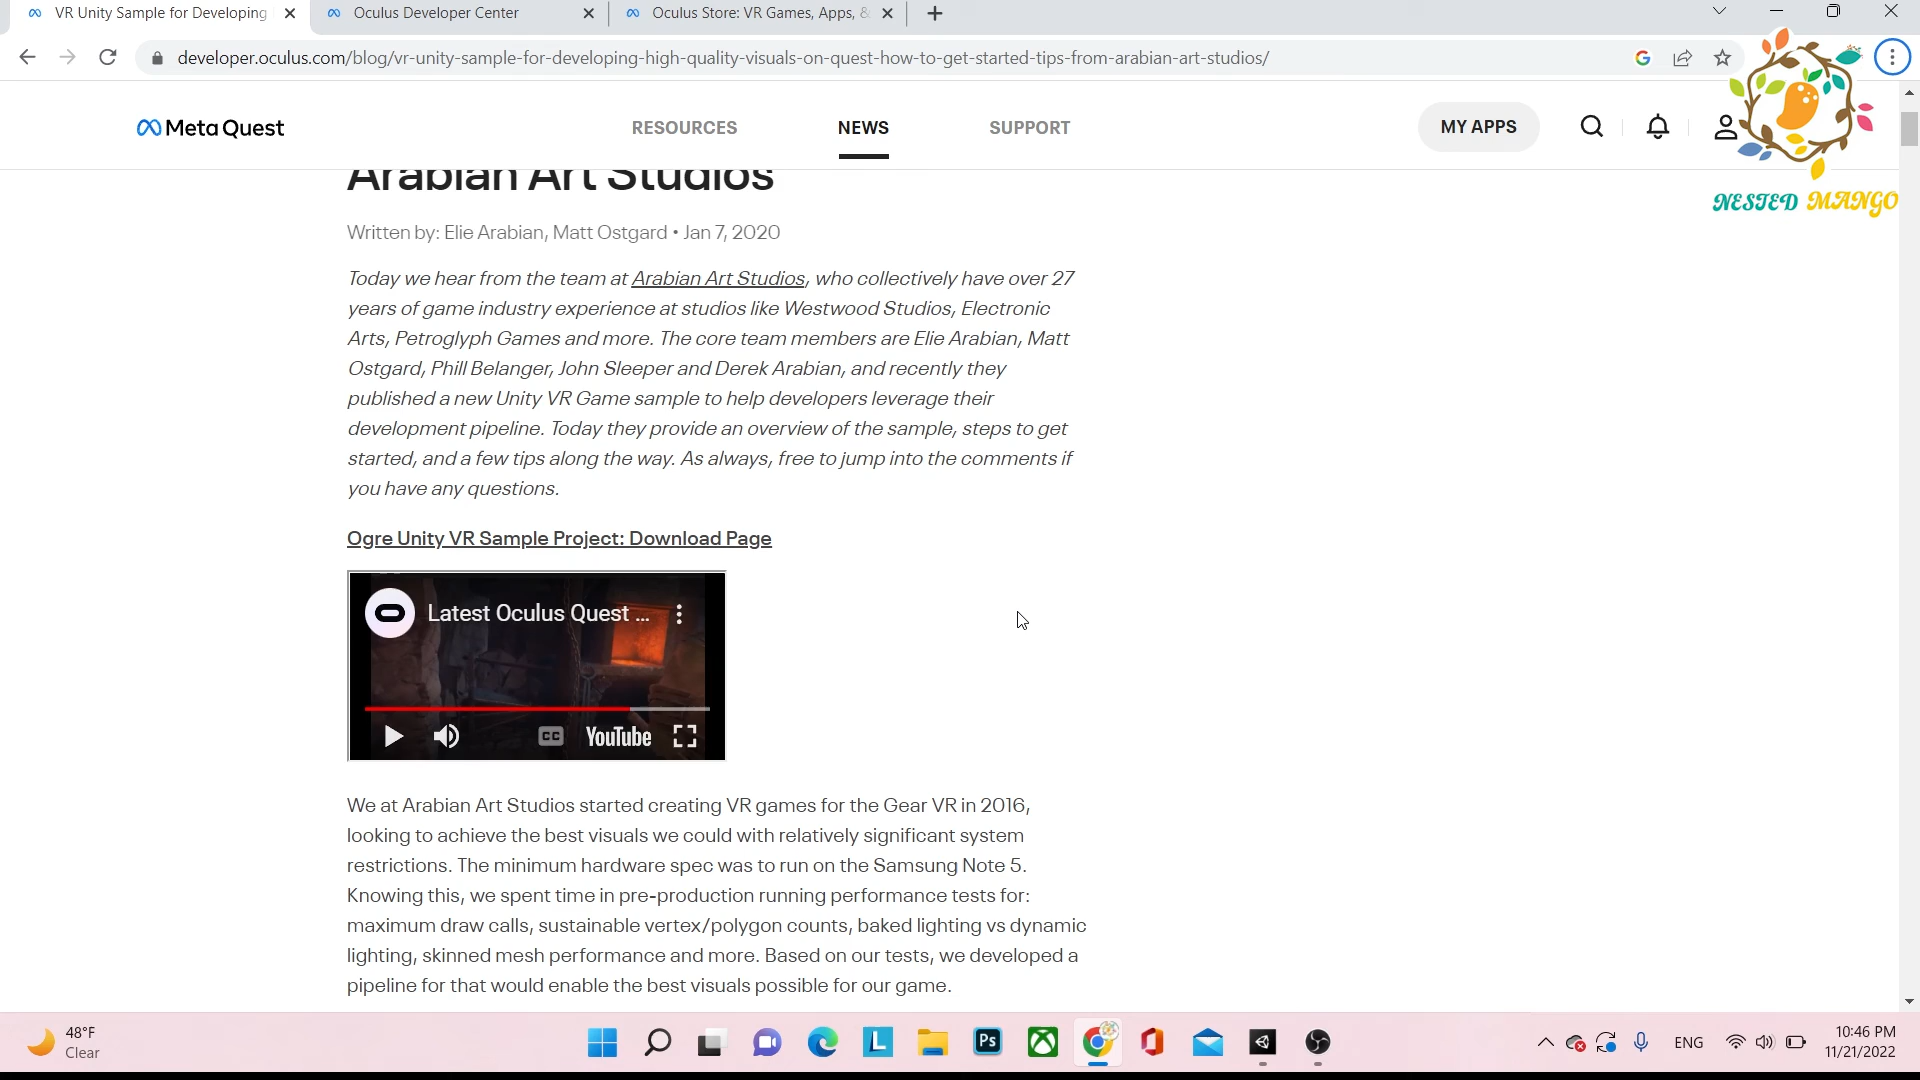 VR Unity Sample for Developing
Oculus Developer Center
Oculus Store: VR Games, Apps, &
developer.oculus.com/blog/vr-unity-sample-for-developing-high-quality-visuals-on-quest-how-to-get-started-tips-from-arabian-art-studios/
Meta Quest
RESOURCES
NEWS
SUPPORT
MY APPS
NESTED MANGO
Arabian Art Studios
Written by: Elie Arabian, Matt Ostgard • Jan 7, 2020
Today we hear from the team at Arabian Art Studios, who collectively have over 27
years of game industry experience at studios like Westwood Studios, Electronic
Arts, Petroglyph Games and more. The core team members are Elie Arabian, Matt
Ostgard, Phill Belanger, John Sleeper and Derek Arabian, and recently they
published a new Unity VR Game sample to help developers leverage their
development pipeline. Today they provide an overview of the sample, steps to get
started, and a few tips along the way. As always, free to jump into the comments if
you have any questions.
Ogre Unity VR Sample Project: Download Page
Latest Oculus Quest ...
CC
YouTube
We at Arabian Art Studios started creating VR games for the Gear VR in 2016,
looking to achieve the best visuals we could with relatively significant system
restrictions. The minimum hardware spec was to run on the Samsung Note 5.
Knowing this, we spent time in pre-production running performance tests for:
maximum draw calls, sustainable vertex/polygon counts, baked lighting vs dynamic
lighting, skinned mesh performance and more. Based on our tests, we developed a
pipeline for that would enable the best visuals possible for our game.
48°F
Clear
L
Ps
ENG
10:46 PM
11/21/2022